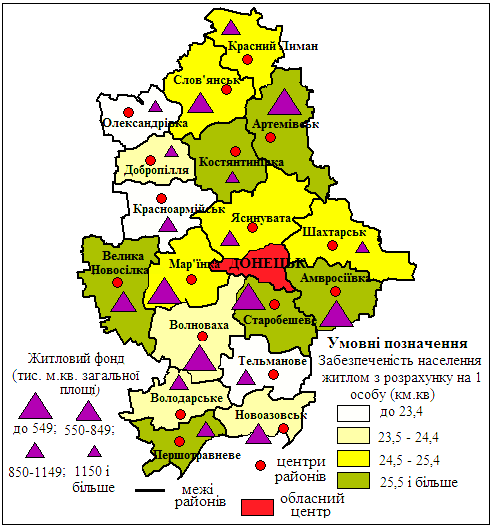 Красний Лиман
Слов'янськ
Олександрівка
Артемівськ
Костянтинівка
Добропілля
Красноармійськ
Ясинувата
Шахтарськ
Велика
Новосілка
Мар'їнка
ДОНЕЦЬК
Амвросіївка
Волноваха
Старобешеве
Тельманове
Володарське
Новоазовськ
Першотравневе
Житловий фонд
(тис. м.кв. загальної
площі)
до 549;
550-849;
850-1149;
1150 і
більше
межі
районів
центри
районів
обласний
центр
Умовні позначення
Забезпеченість населення
житлом з розрахунку на 1
особу (км.кв)
до 23,4
23,5 - 24,4
24,5 - 25,4
25,5 і більше